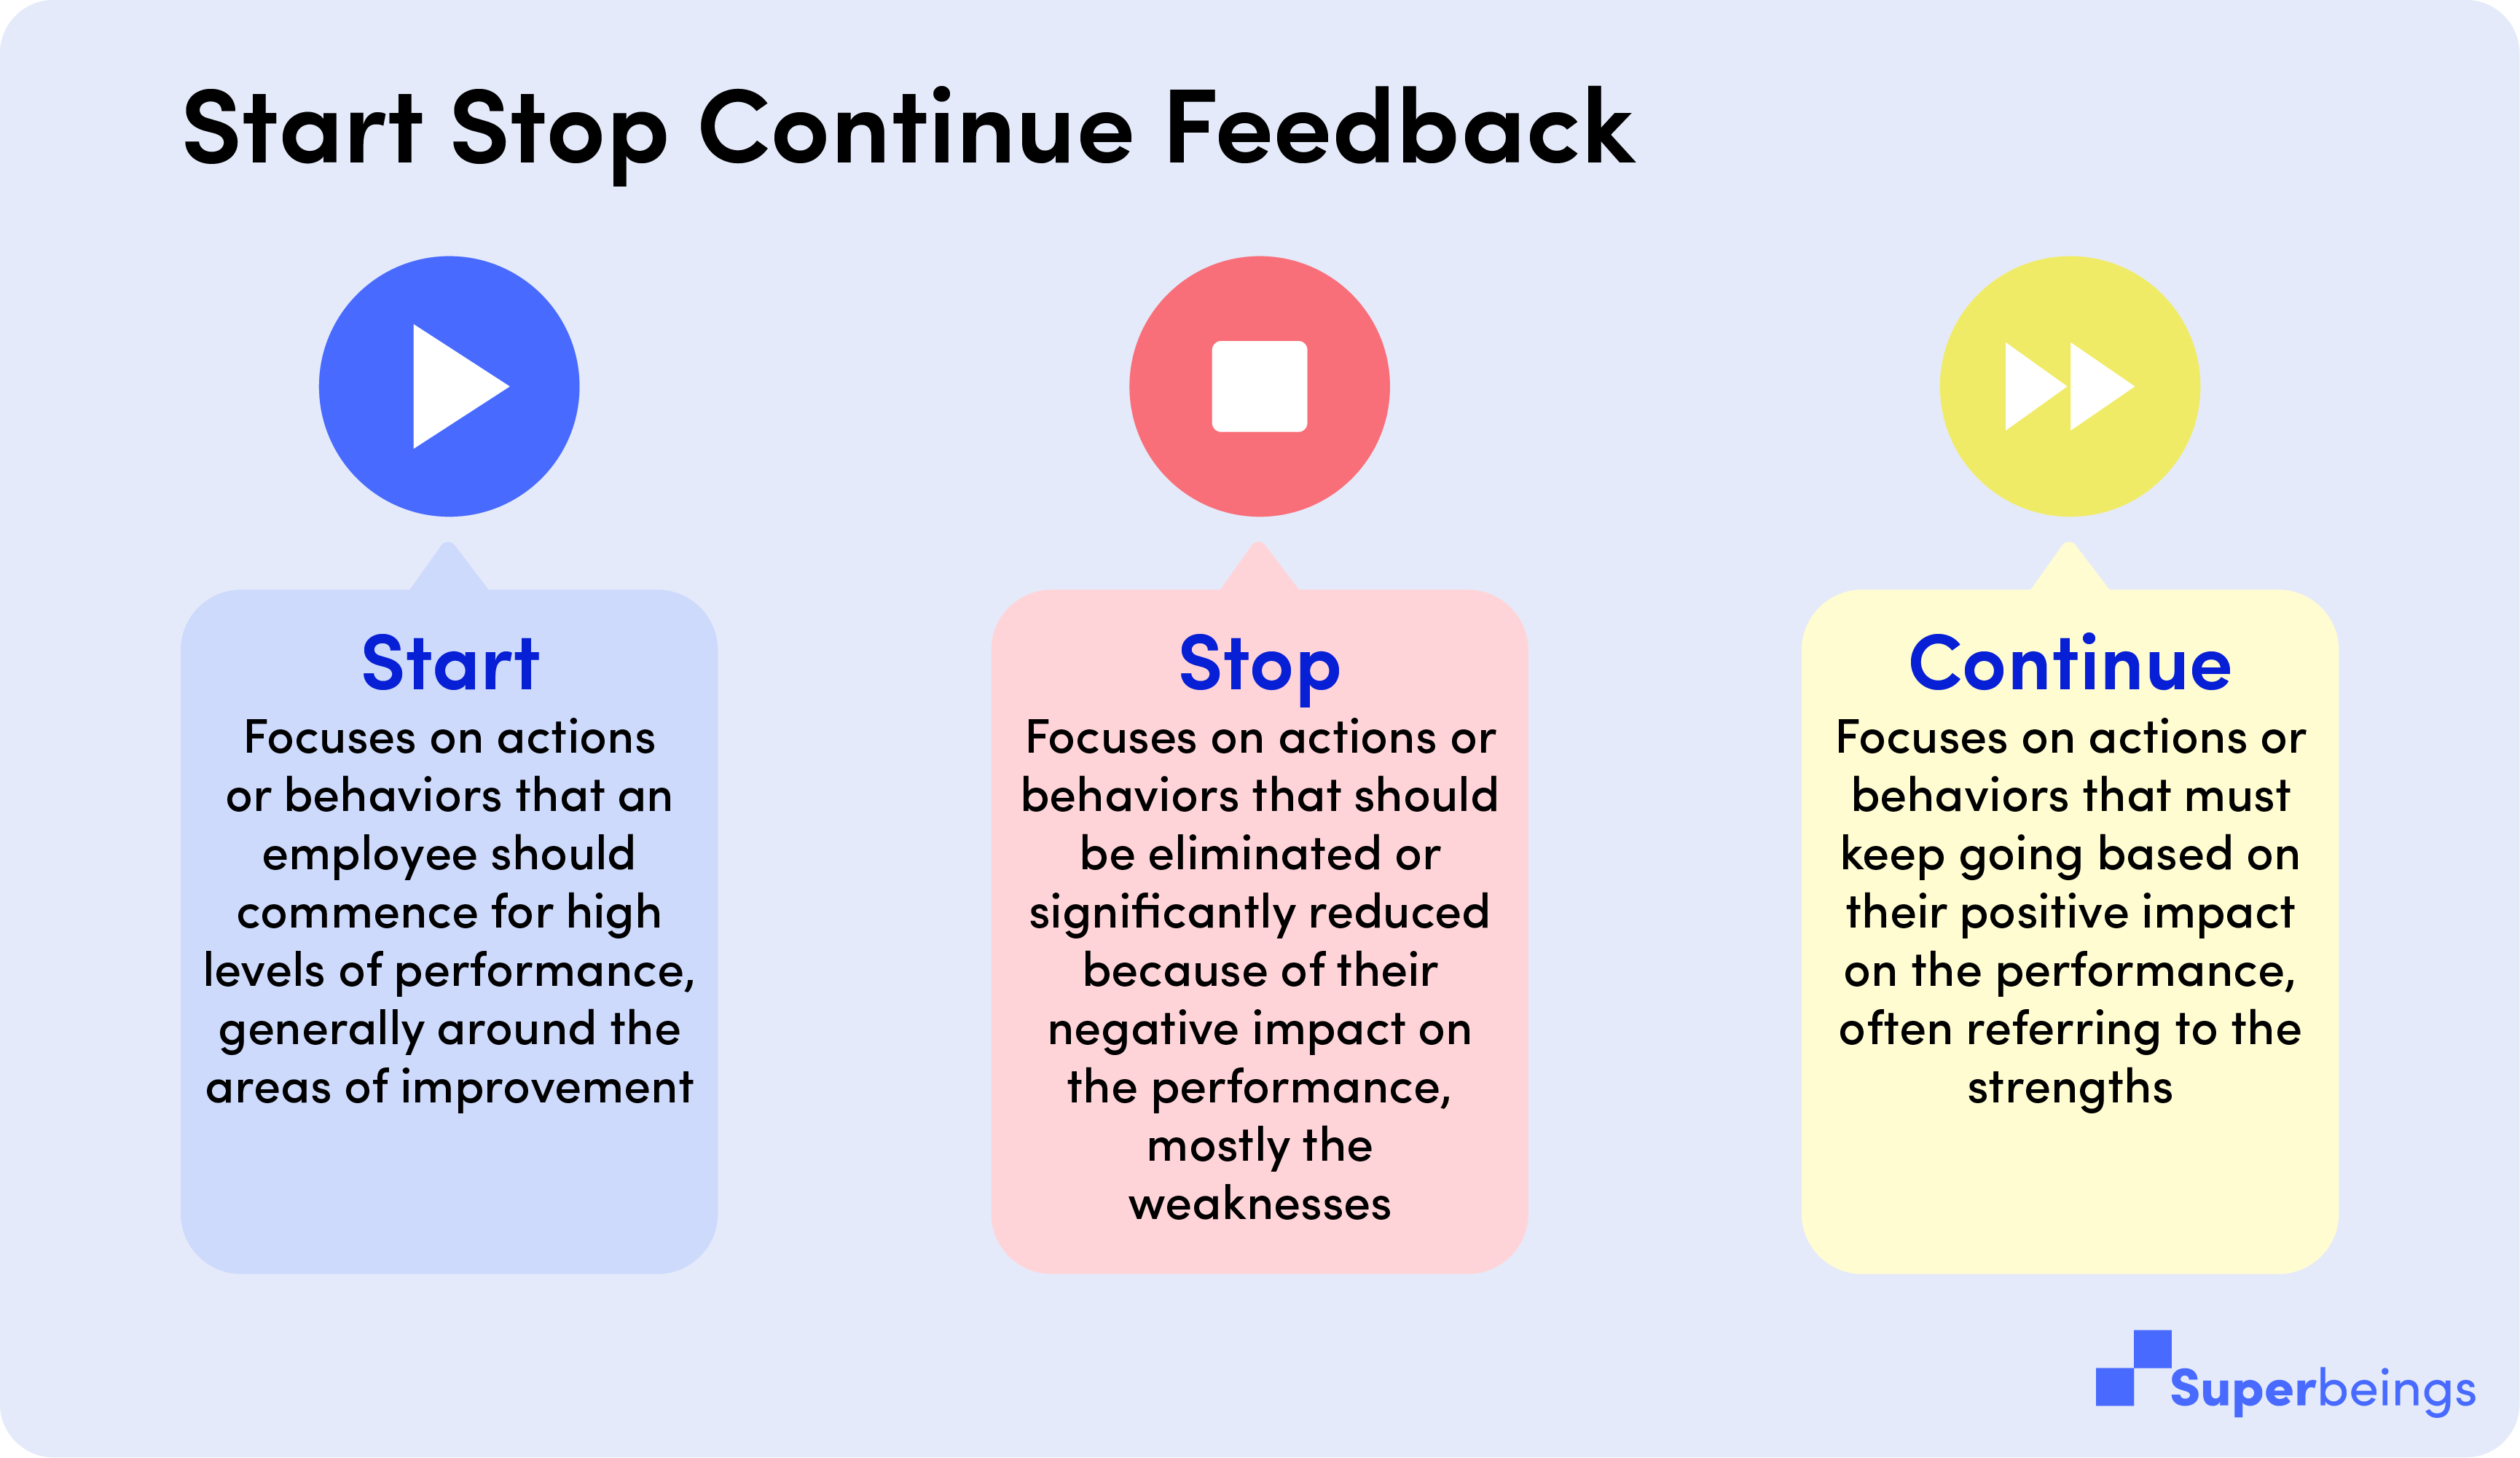 Start Stop Continue Feedback
Start
Focuses on actions
or behaviors that an
employee should
commence for high
levels of performance,
generally around the
areas of improvement
Stop
Focuses on actions or
behaviors that should
be eliminated or
significantly reduced
because of their
negative impact on
the performance,
mostly the
weaknesses
Continue
Focuses on actions or
behaviors that must
keep going based on
their positive impact
on the performance,
often referring to the
strengths
Superbeings